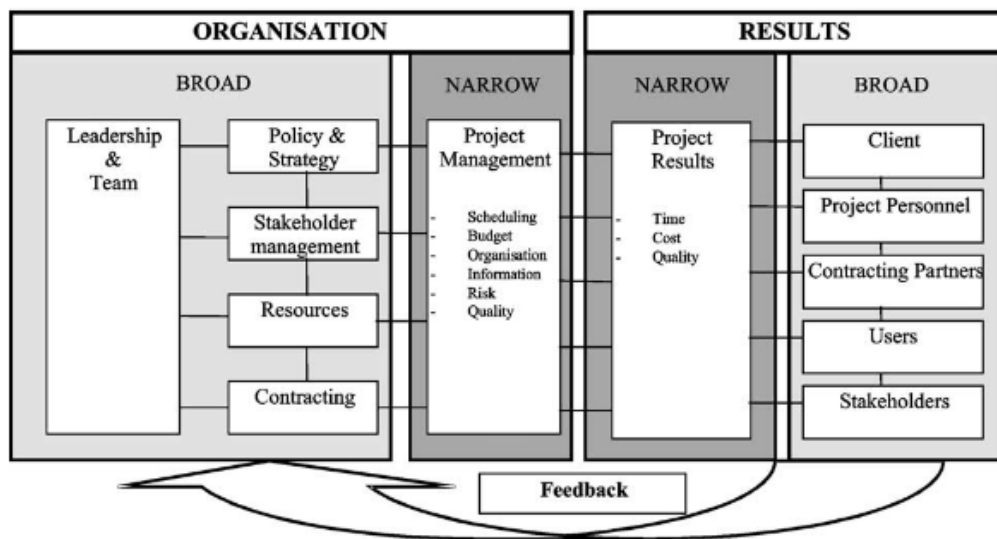 ORGANISATION
RESULTS
BROAD
NARROW
NARROW
BROAD
Leadership
&
Team
Policy &
Strategy
Stakeholder
management
Resources
Contracting
Project
Management
- Scheduling
- Budget
- Organisation
- Information
- Risk
- Quality
Project
Results
- Time
- Cost
- Quality
Client
Project Personnel
Contracting Partners
Users
Stakeholders
Feedback